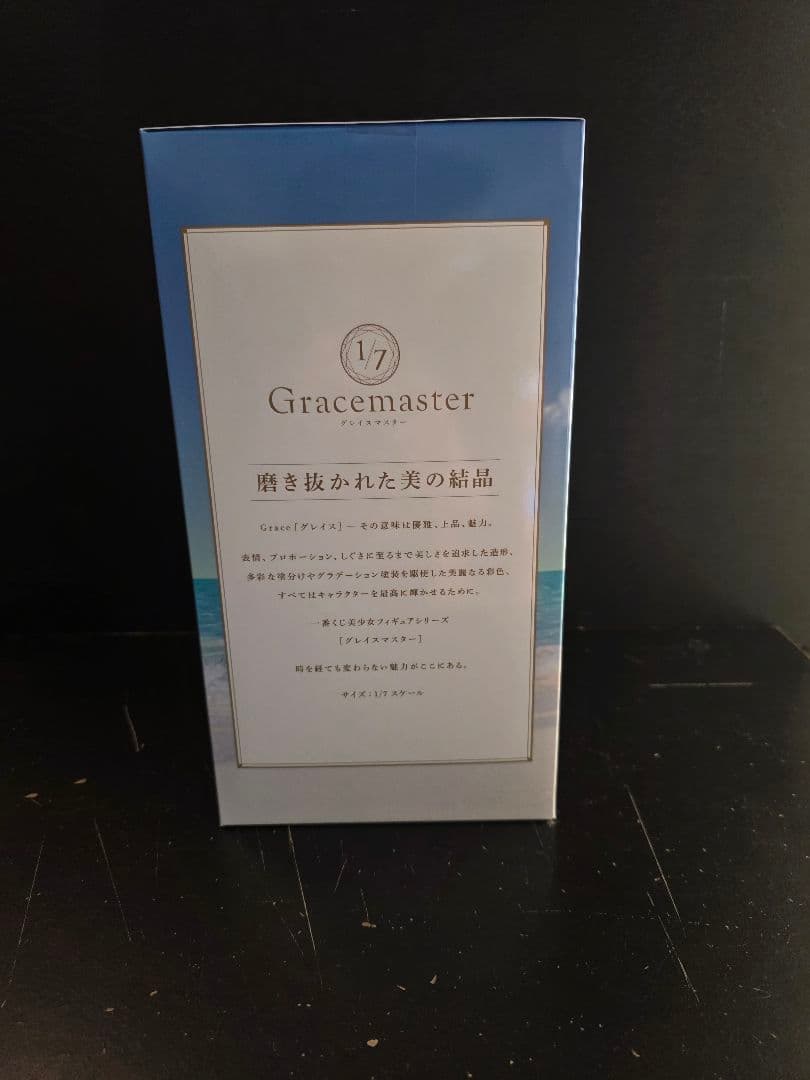 1/7
Gracemaster
グレイスマスター
磨き抜かれた美の結晶
Grace[グレイス]― その意味は優雅、上品、魅力。
表情、プロポーション、しぐさに至るまで美しさを追求した造形、
多彩な塗分けやグラデーション塗装を駆使した美麗なる彩色、
すべてはキャラクターを最高に輝かせるために。
一番くじ美少女フィギュアシリーズ
[グレイスマスター]
時を経ても変わらない魅力がここにある。
サイズ:1/7 スケール